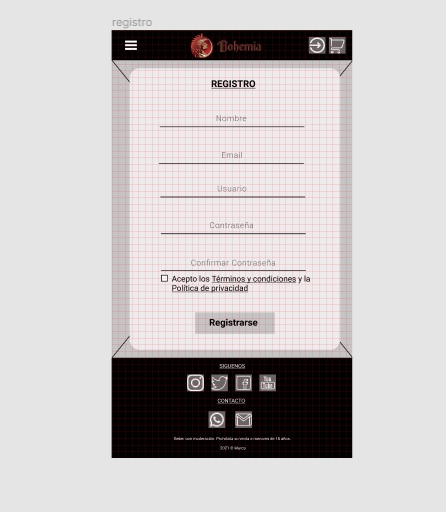 registro
Bohemia
REGISTRO
Nombre
Email
Usuario
Contraseña
Confirmar Contraseña
Acepto los Términos y condiciones y la
Política de privacidad
Registrarse
SIGUENOS
You
Tube
CONTACTO
Beber con moderación. Prohibida su venta a menores de 18 años.
2021 © Marco